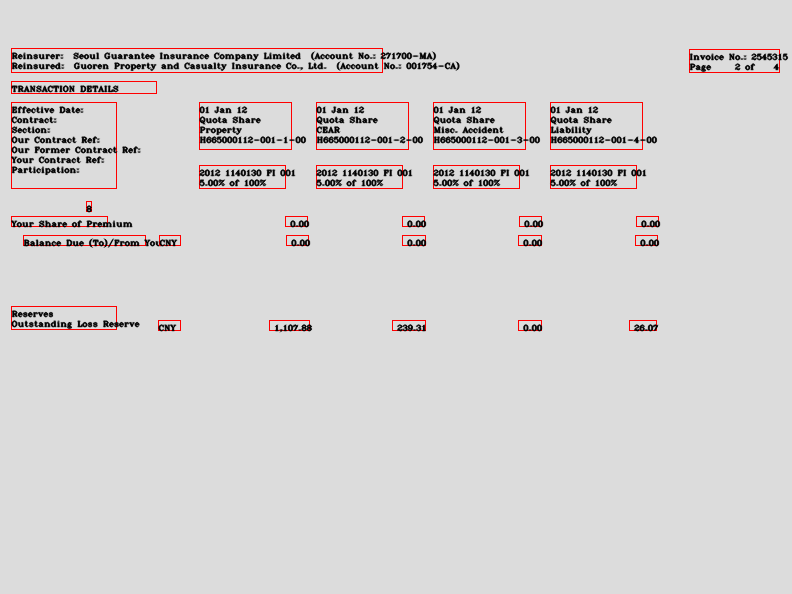 Reinsurer: Seoul Guarantee Insurance Company Limited (Account No.: 271700-MA) Invoice No.: 2545315
Reinsured: Guoren Property and Casualty Insurance Co., Ltd. (Account No.: 001754-CA) Page 2 of 4
TRANSACTION DETAILS
Effective Date: 01 Jan 12 01 Jan 12 01 Jan 12 01 Jan 12
Contract: Quota Share Quota Share Quota Share Quota Share
Section: Property CEAR Misc. Accident Liability
Our Contract Ref: H665000112-001-1-00 H665000112-001-2-00 H665000112-001-3-00 H665000112-001-4-00
Our Former Contract Ref:
Your Contract Ref:
Participation: 2012 1140130 FI 001 2012 1140130 FI 001 2012 1140130 FI 001 2012 1140130 FI 001
5.00% of 100% 5.00% of 100% 5.00% of 100% 5.00% of 100%
Your Share of Premium 0.00 0.00 0.00 0.00
Balance Due (To)/From You CNY 0.00 0.00 0.00 0.00
Reserves
Outstanding Loss Reserve CNY 1,107.88 239.31 0.00 26.07